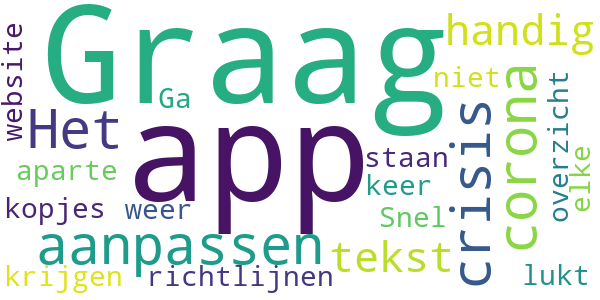 website
Graag
handig
Ga
niet
Het
app
crisis
corona
overzicht
elke
staan
aparte
keer
kopjes
weer
Snel
aanpassen
tekst
krijgen
richtlijnen
lukt